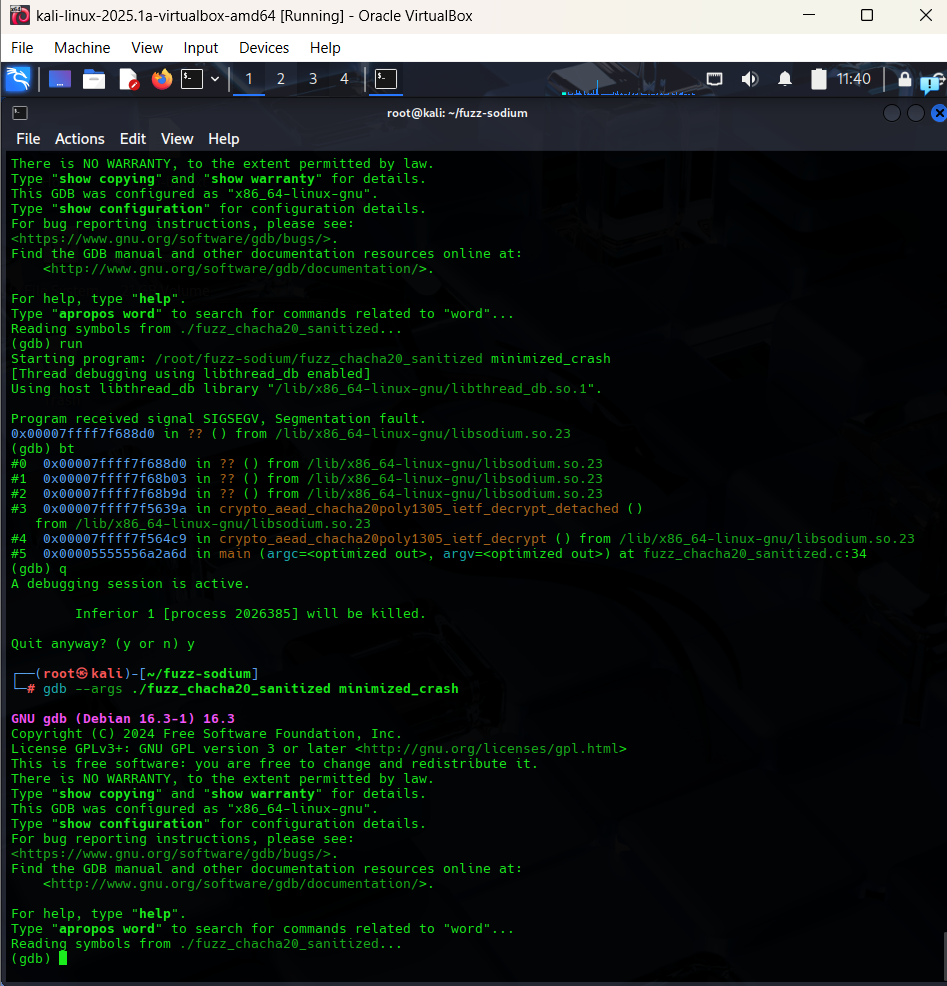 kali-linux-2025.1a-virtualbox-amd64 [Running] - Oracle VirtualBox
File Machine View Input Devices Help
1 2 3 4 11:40
root@kali: ~/fuzz-sodium
File Actions Edit View Help
There is NO WARRANTY, to the extent permitted by law.
Type "show copying" and "show warranty" for details.
This GDB was configured as "x86_64-linux-gnu".
Type "show configuration" for configuration details.
For bug reporting instructions, please see:
<https://www.gnu.org/software/gdb/bugs/>.
Find the GDB manual and other documentation resources online at:
    <http://www.gnu.org/software/gdb/documentation/>.

For help, type "help".
Type "apropos word" to search for commands related to "word"...
Reading symbols from ./fuzz_chacha20_sanitized...
(gdb) run
Starting program: /root/fuzz-sodium/fuzz_chacha20_sanitized minimized_crash
[Thread debugging using libthread_db enabled]
Using host libthread_db library "/lib/x86_64-linux-gnu/libthread_db.so.1".

Program received signal SIGSEGV, Segmentation fault.
0x00007ffff7f688d0 in ?? () from /lib/x86_64-linux-gnu/libsodium.so.23
(gdb) bt
#0  0x00007ffff7f688d0 in ?? () from /lib/x86_64-linux-gnu/libsodium.so.23
#1  0x00007ffff7f68b03 in ?? () from /lib/x86_64-linux-gnu/libsodium.so.23
#2  0x00007ffff7f68b9d in ?? () from /lib/x86_64-linux-gnu/libsodium.so.23
#3  0x00007ffff7f5639a in crypto_aead_chacha20poly1305_ietf_decrypt_detached ()
   from /lib/x86_64-linux-gnu/libsodium.so.23
#4  0x00007ffff7f564c9 in crypto_aead_chacha20poly1305_ietf_decrypt () from /lib/x86_64-linux-gnu/libsodium.so.23
#5  0x00005555556a2a6d in main (argc=<optimized out>, argv=<optimized out>) at fuzz_chacha20_sanitized.c:34
(gdb) q
A debugging session is active.

        Inferior 1 [process 2026385] will be killed.

Quit anyway? (y or n) y

┌──(root㉿kali)-[~/fuzz-sodium]
└─# gdb --args ./fuzz_chacha20_sanitized minimized_crash

GNU gdb (Debian 16.3-1) 16.3
Copyright (C) 2024 Free Software Foundation, Inc.
License GPLv3+: GNU GPL version 3 or later <http://gnu.org/licenses/gpl.html>
This is free software: you are free to change and redistribute it.
There is NO WARRANTY, to the extent permitted by law.
Type "show copying" and "show warranty" for details.
This GDB was configured as "x86_64-linux-gnu".
Type "show configuration" for configuration details.
For bug reporting instructions, please see:
<https://www.gnu.org/software/gdb/bugs/>.
Find the GDB manual and other documentation resources online at:
    <http://www.gnu.org/software/gdb/documentation/>.

For help, type "help".
Type "apropos word" to search for commands related to "word"...
Reading symbols from ./fuzz_chacha20_sanitized...
(gdb)